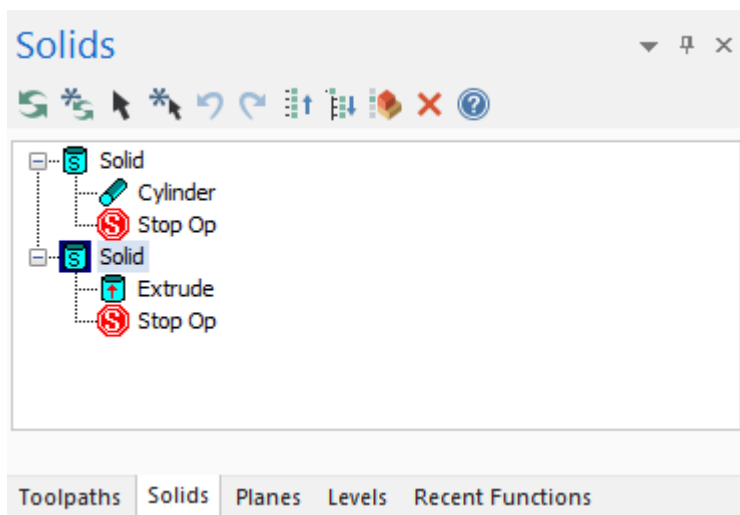 Solids
Solid
Cylinder
Stop Op
Solid
Extrude
Stop Op
Toolpaths Solids Planes Levels Recent Functions